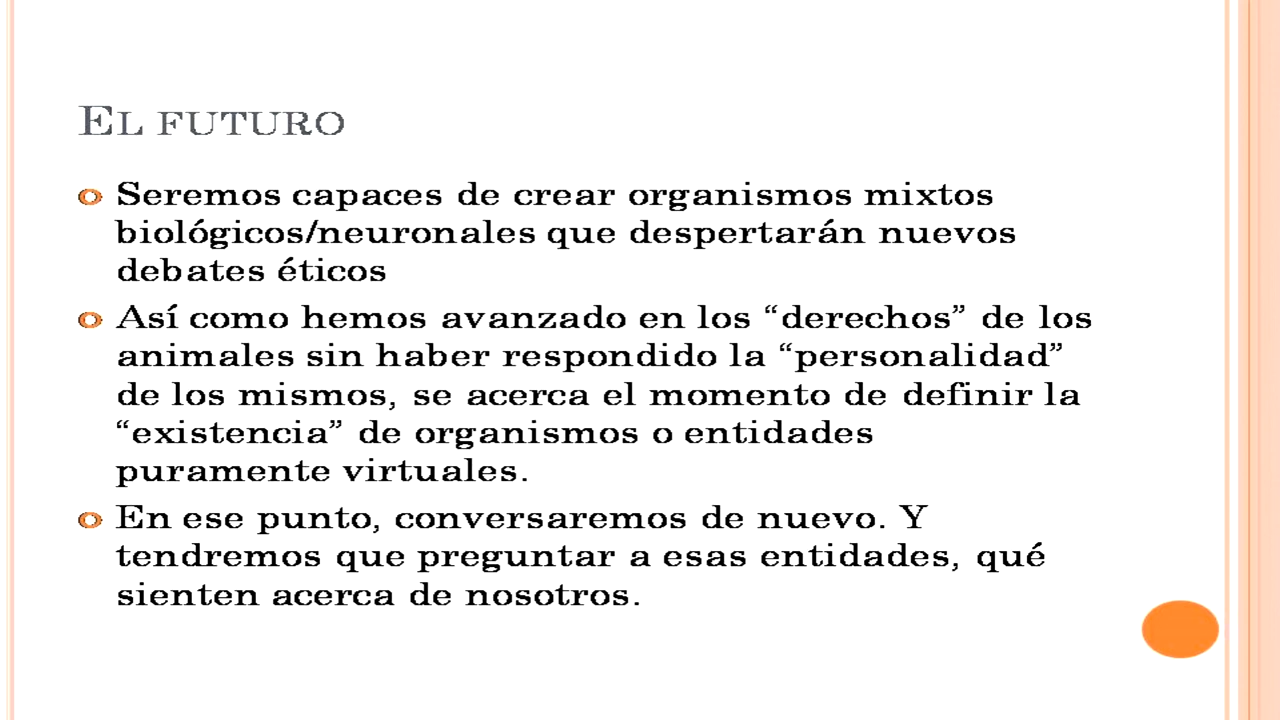 El futuro
Seremos capaces de crear organismos mixtos
biológicos/neuronales que despertarán nuevos
debates éticos
Así como hemos avanzado en los “derechos” de los
animales sin haber respondido la “personalidad”
de los mismos, se acerca el momento de definir la
“existencia” de organismos o entidades
puramente virtuales.
En ese punto, conversaremos de nuevo. Y
tendremos que preguntar a esas entidades, qué
sienten acerca de nosotros.